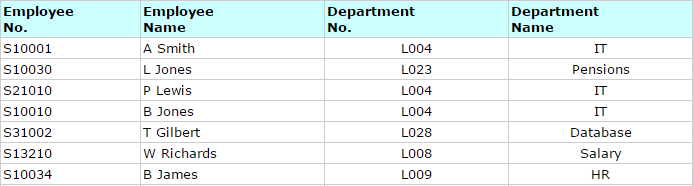 Employee No. Employee Name Department No. Department Name
S10001 A Smith L004 IT
S10030 L Jones L023 Pensions
S21010 P Lewis L004 IT
S10010 B Jones L004 IT
S31002 T Gilbert L028 Database
S13210 W Richards L008 Salary
S10034 B James L009 HR